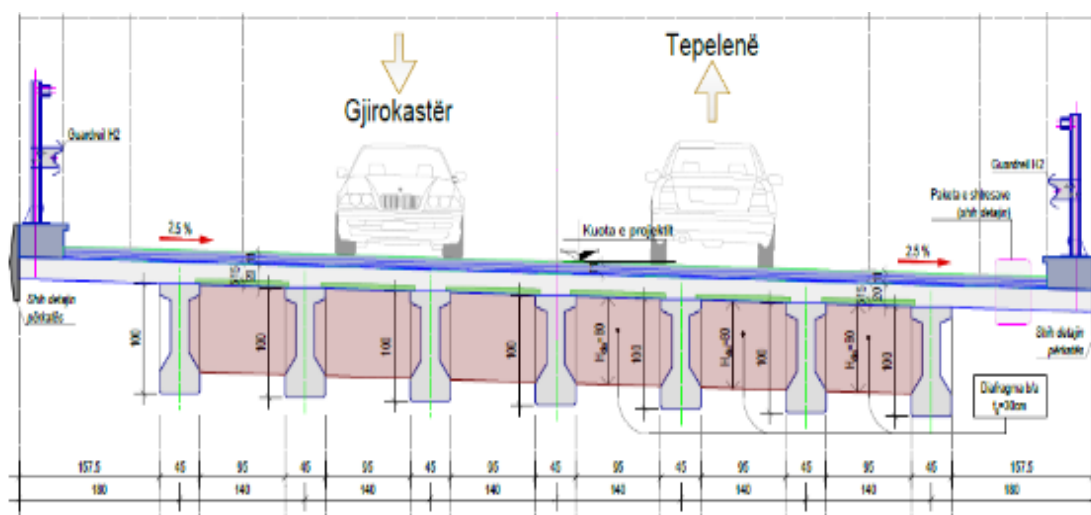 Tepelenë
Gjirokastër
Guardreil H2
Guardreil H2
Paketa e shtresave
(shih detajin)
2.5 %
Kuota e projektit
2.5 %
Shih detajin
përkatës
Shih detajin
përkatës
100
100
100
100
100
100
100
Diafragma b/a
157.5 45 95 45 95 45 95 45 95 45 95 45 95 45 157.5
180 140 140 140 140 140 140 180